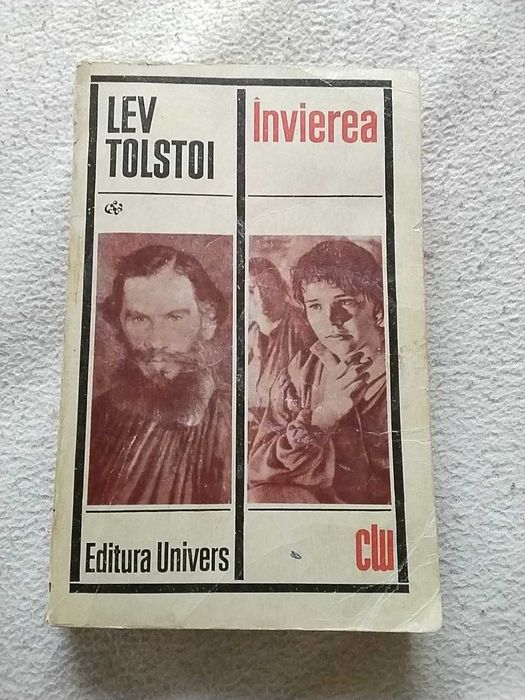 LEV
TOLSTOI
Învierea
Editura Univers
clu